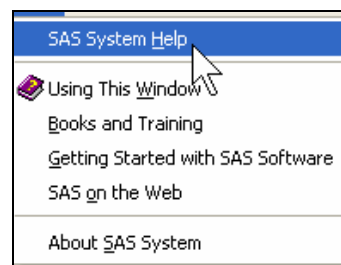 SAS System Help
Using This Window
Books and Training
Getting Started with SAS Software
SAS on the Web
About SAS System